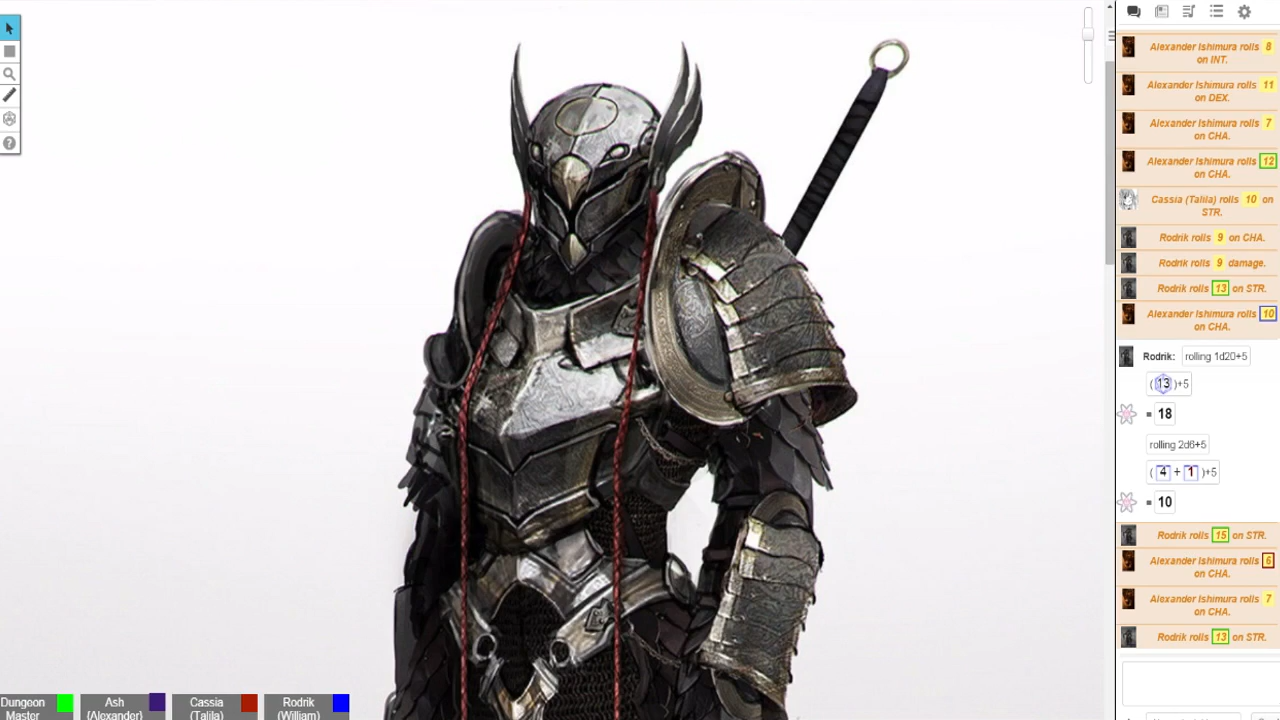 Alexander Ishimura rolls 8
on INT.
Alexander Ishimura rolls 11
on DEX.
Alexander Ishimura rolls 7
on CHA.
Alexander Ishimura rolls 12
on CHA.
Cassia (Talila) rolls 10 on
STR.
Rodrik rolls 9 on CHA.
Rodrik rolls 9 damage.
Rodrik rolls 13 on STR.
Alexander Ishimura rolls 10
on CHA.
Rodrik: rolling 1d20+5
(13)+5
= 18
rolling 2d6+5
(4 + 1)+5
= 10
Rodrik rolls 15 on STR.
Alexander Ishimura rolls 6
on CHA.
Alexander Ishimura rolls 7
on CHA.
Rodrik rolls 13 on STR.
Dungeon
Master
Ash
(Alexander)
Cassia
(Talila)
Rodrik
(William)